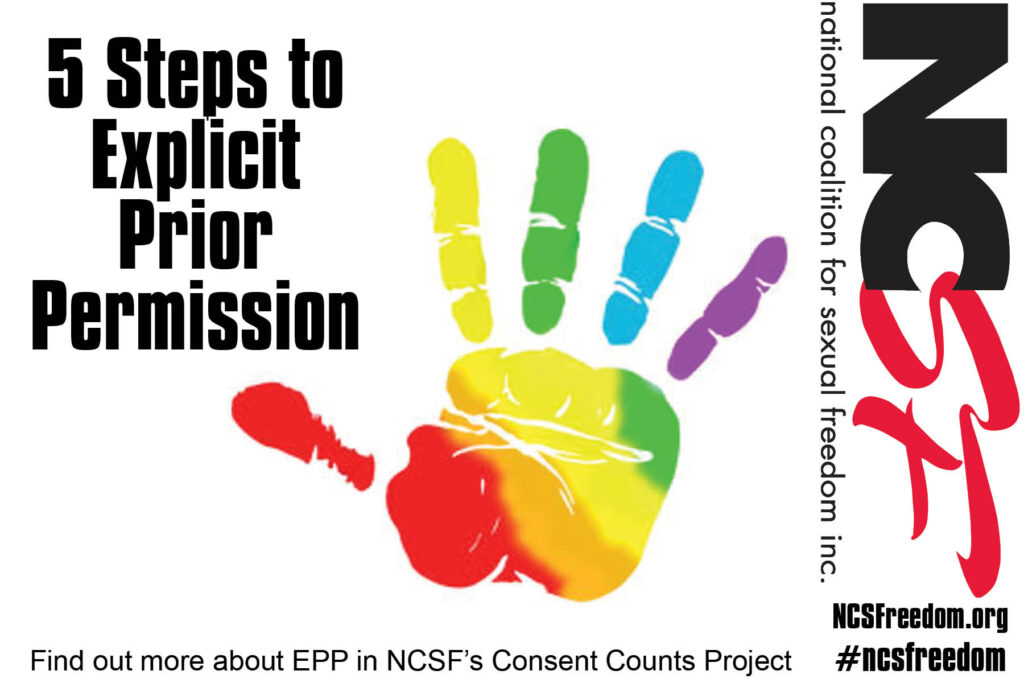 5 Steps to
Explicit
Prior
Permission
NCSF
national coalition for sexual freedom inc.
NCSFreedom.org
#ncsfreedom
Find out more about EPP in NCSF's Consent Counts Project